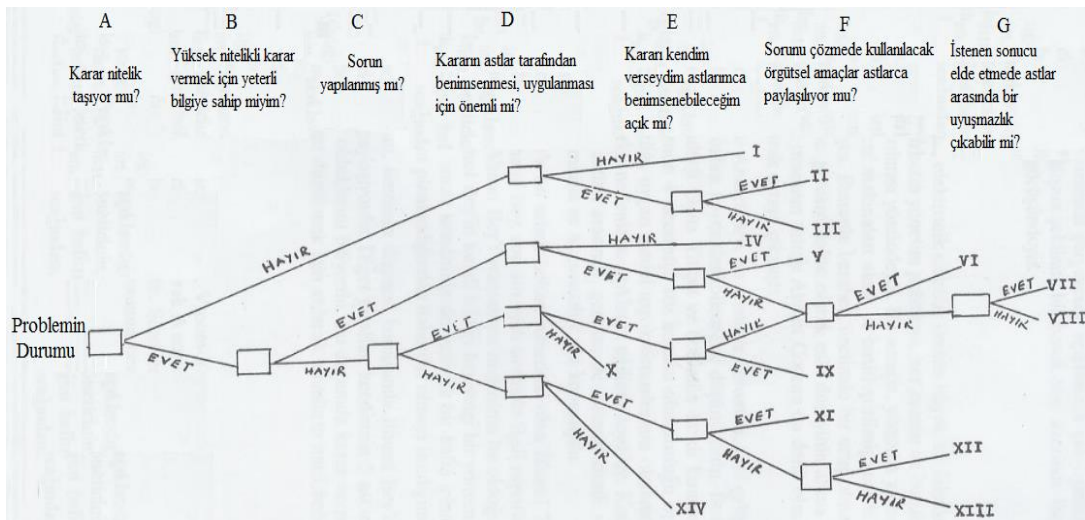 A
B
C
D
E
F
G
Karar nitelik
taşıyor mu?
Yüksek nitelikli karar
vermek için yeterli
bilgiye sahip miyim?
Sorun
yapılanmış mı?
Kararın astlar tarafından
benimsenmesi, uygulanması
için önemli mi?
Kararı kendim
verseydim astlarımca
benimsenebileceğim
açık mı?
Sorunu çözmede kullanılacak
örgütsel amaçlar astlarca
paylaşılıyor mu?
İstenen sonucu
elde etmede astlar
arasında bir
uyuşmazlık
çıkabilir mi?
HAYIR
I
EVET
EVET
II
HAYIR
III
HAYIR
HAYIR
IV
EVET
EVET
V
HAYIR
EVET
VI
EVET
VII
HAYIR
HAYIR
VIII
EVET
Problemin
Durumu
EVET
HAYIR
EVET
HAYIR
EVET
HAYIR
X
HAYIR
EVET
IX
HAYIR
EVET
EVET
XI
HAYIR
EVET
XII
HAYIR
XIII
XIV